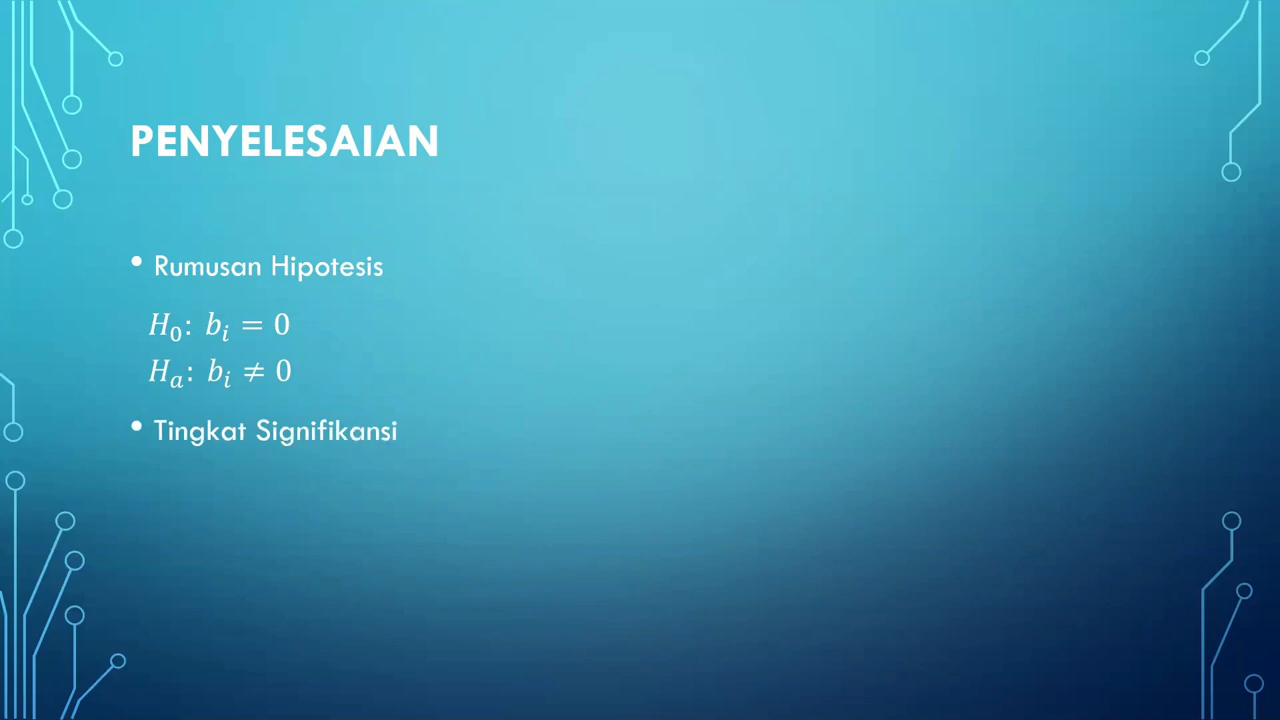 PENYELESAIAN
• Rumusan Hipotesis
H₀: bᵢ = 0
Hₐ: bᵢ ≠ 0
• Tingkat Signifikansi